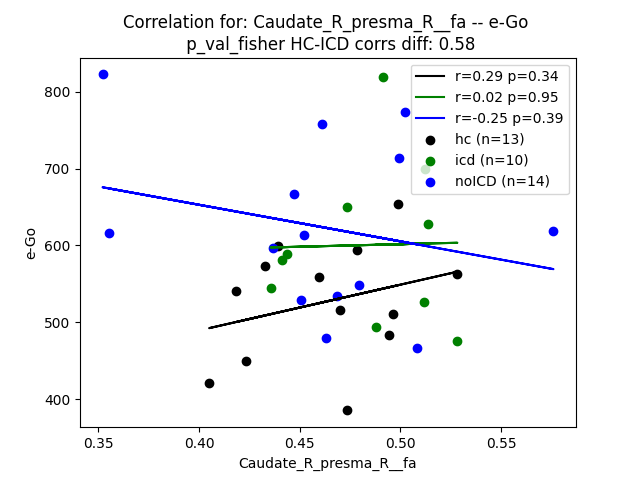 Correlation for: Caudate_R_presma_R__fa -- e-Go
p_val_fisher HC-ICD corrs diff: 0.58
r=0.29 p=0.34
r=0.02 p=0.95
r=-0.25 p=0.39
hc (n=13)
icd (n=10)
noICD (n=14)
800
700
600
500
400
e-Go
0.35
0.40
0.45
0.50
0.55
Caudate_R_presma_R__fa